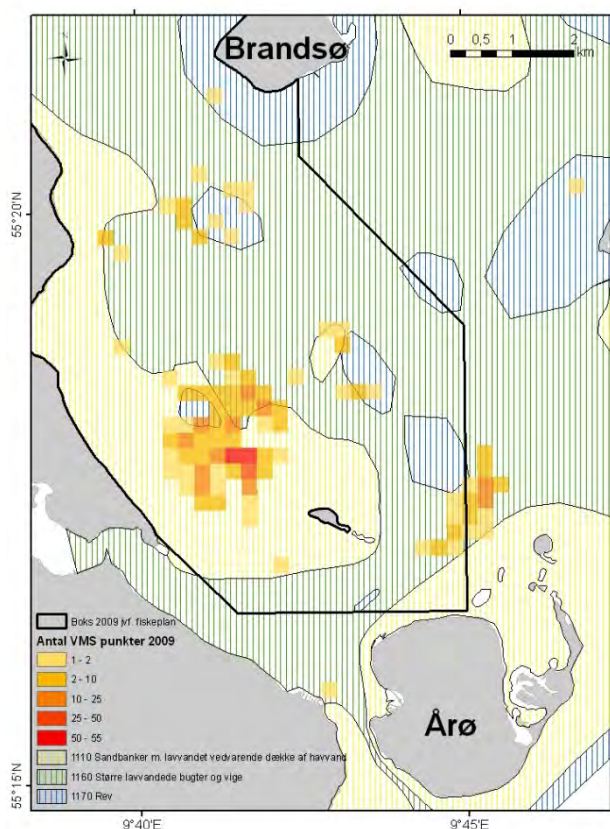 Brandsø
0 0,5 1 2
km
55°20'N
Årø
Boks 2009 jvf. fiskeplan
Antal VMS punkter 2009
1 - 2
2 - 10
10 - 25
25 - 50
50 - 55
1110 Sandbanker m. lavvandet vedvarende dække af havvand
1160 Større lavvandede bugter og vige
1170 Rev
55°15'N
9°40'E 9°45'E